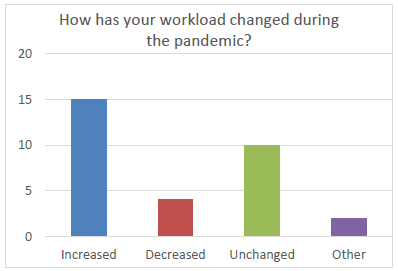 How has your workload changed during
the pandemic?
20
15
10
5
0
Increased Decreased Unchanged Other